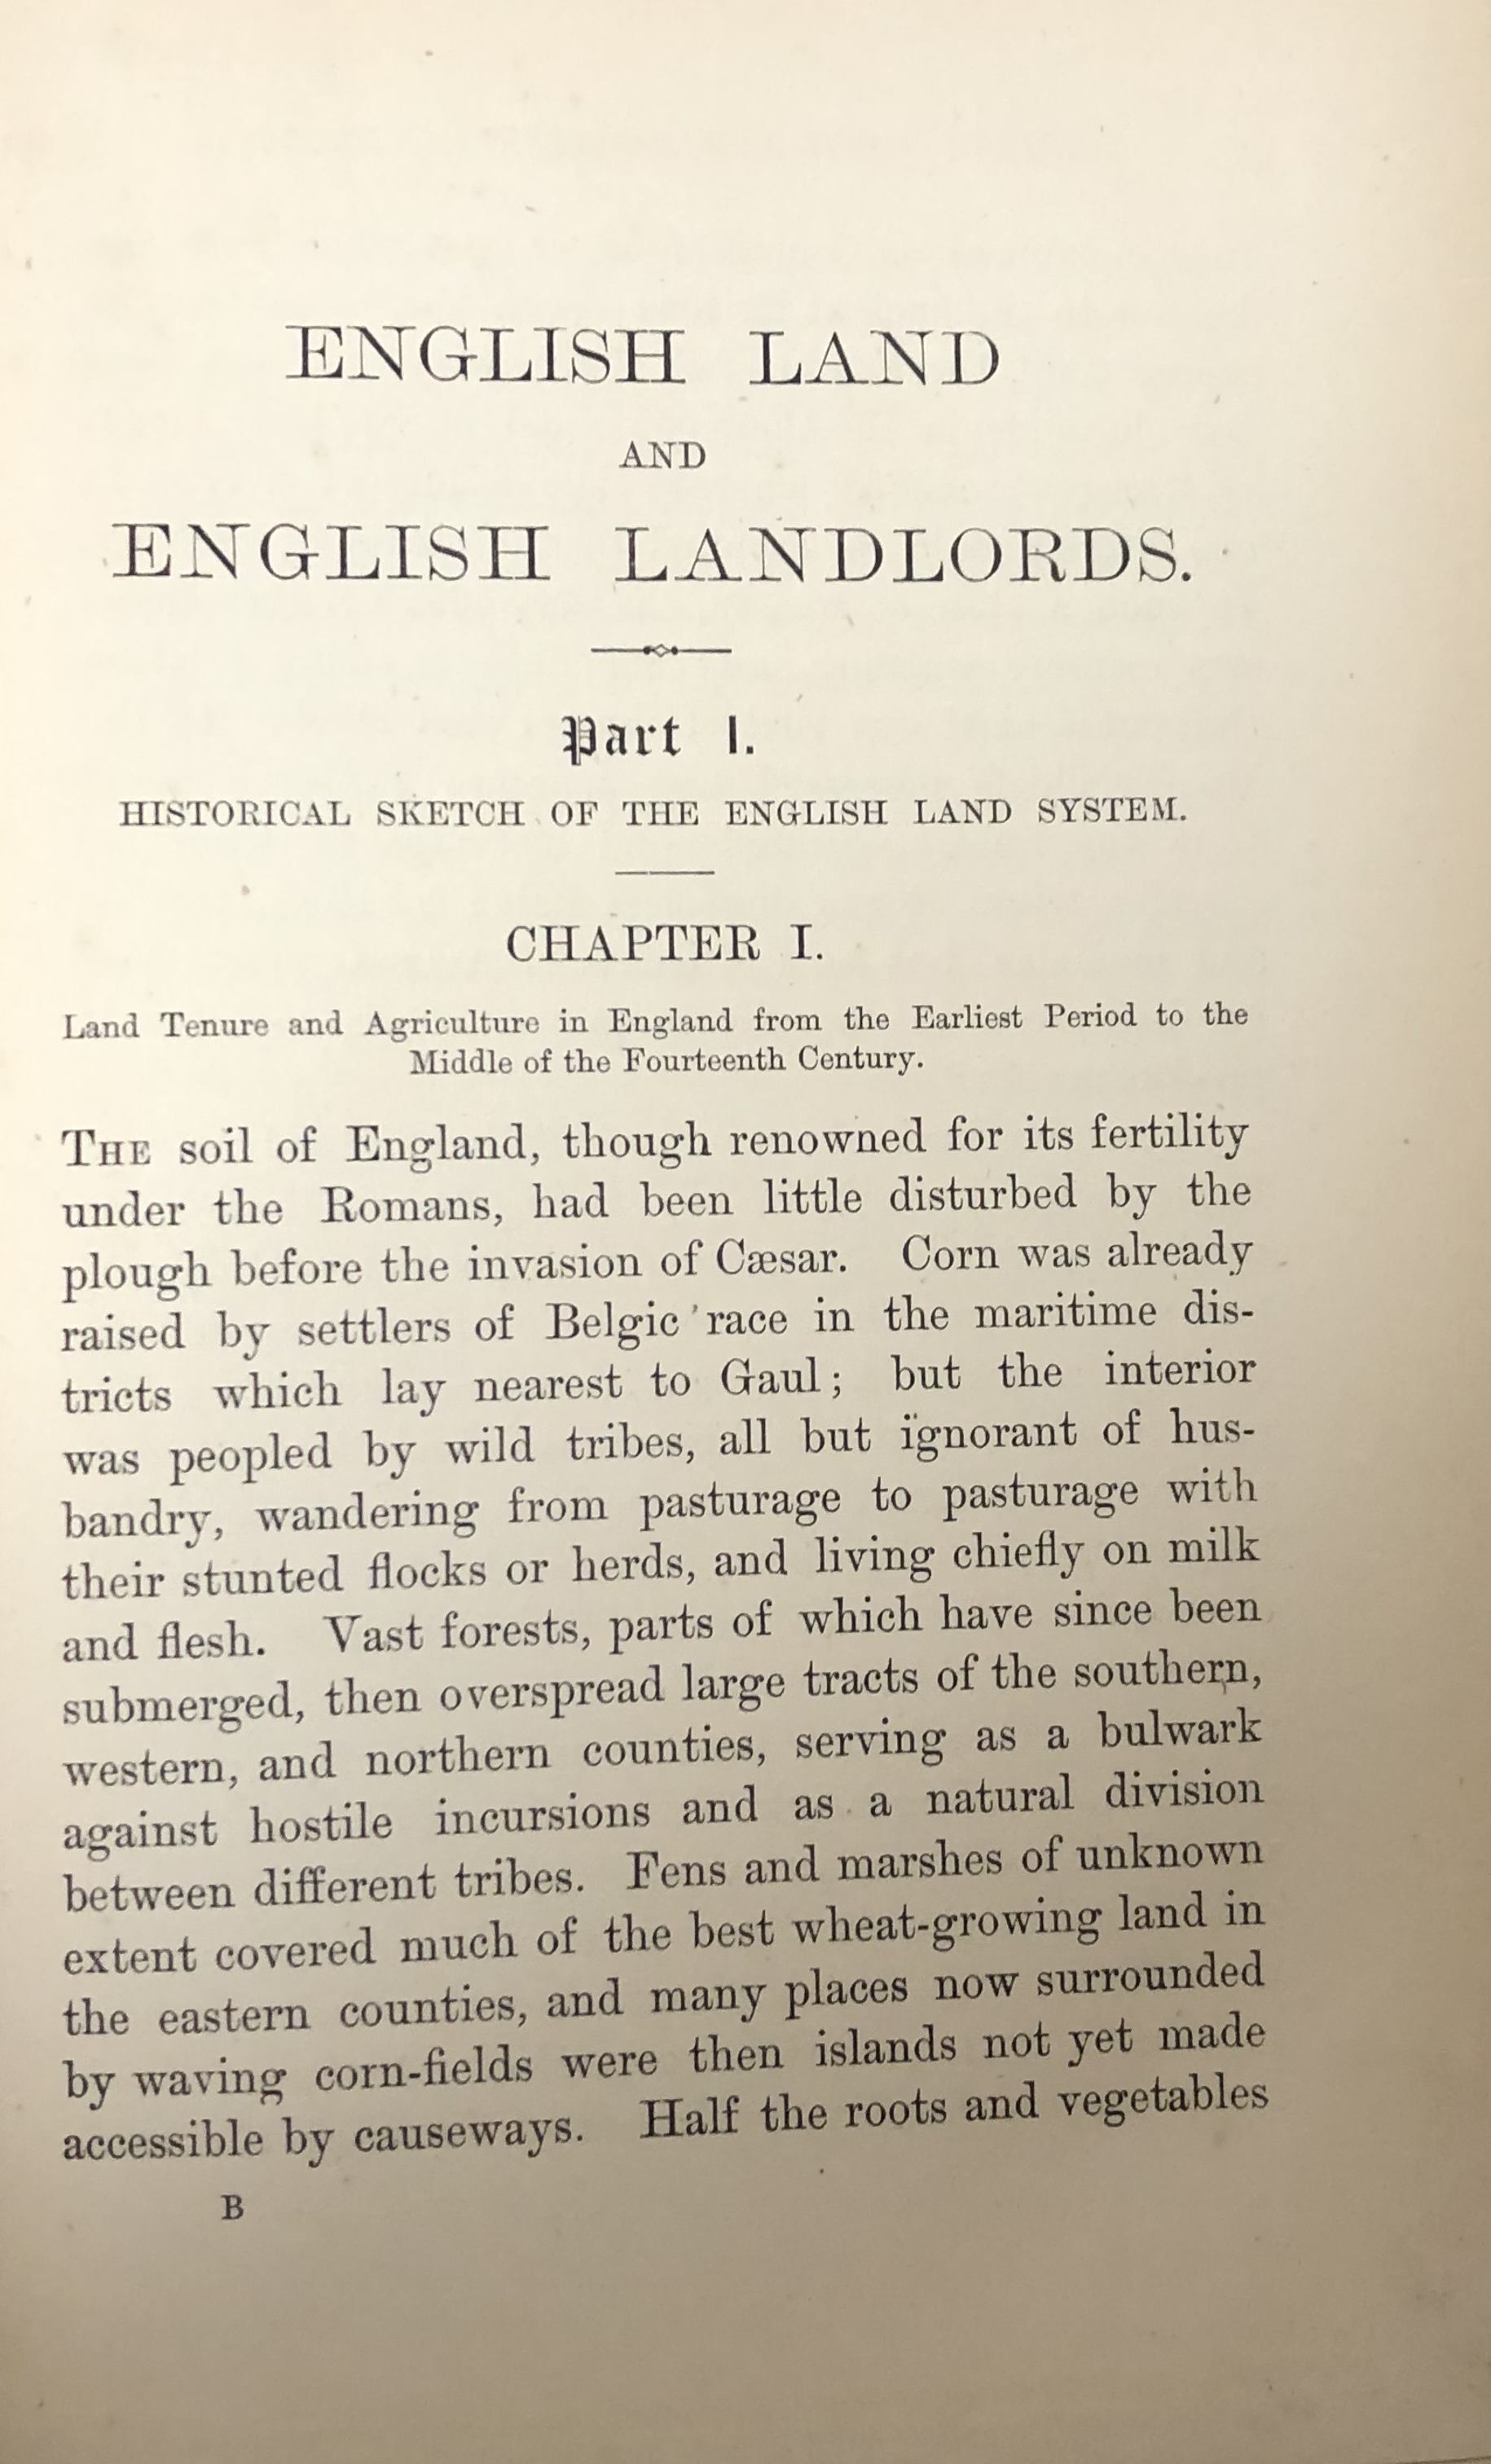 ENGLISH LAND
AND
ENGLISH LANDLORDS.
Part I.
HISTORICAL SKETCH OF THE ENGLISH LAND SYSTEM.
CHAPTER I.
Land Tenure and Agriculture in England from the Earliest Period to the
Middle of the Fourteenth Century.
THE soil of England, though renowned for its fertility
under the Romans, had been little disturbed by the
plough before the invasion of Cæsar. Corn was already
raised by settlers of Belgic race in the maritime dis-
tricts which lay nearest to Gaul; but the interior
was peopled by wild tribes, all but ignorant of hus-
bandry, wandering from pasturage to pasturage with
their stunted flocks or herds, and living chiefly on milk
and flesh. Vast forests, parts of which have since been
submerged, then overspread large tracts of the southern,
western, and northern counties, serving as a bulwark
against hostile incursions and as a natural division
between different tribes. Fens and marshes of unknown
extent covered much of the best wheat-growing land in
the eastern counties, and many places now surrounded
by waving corn-fields were then islands not yet made
accessible by causeways. Half the roots and vegetables
B